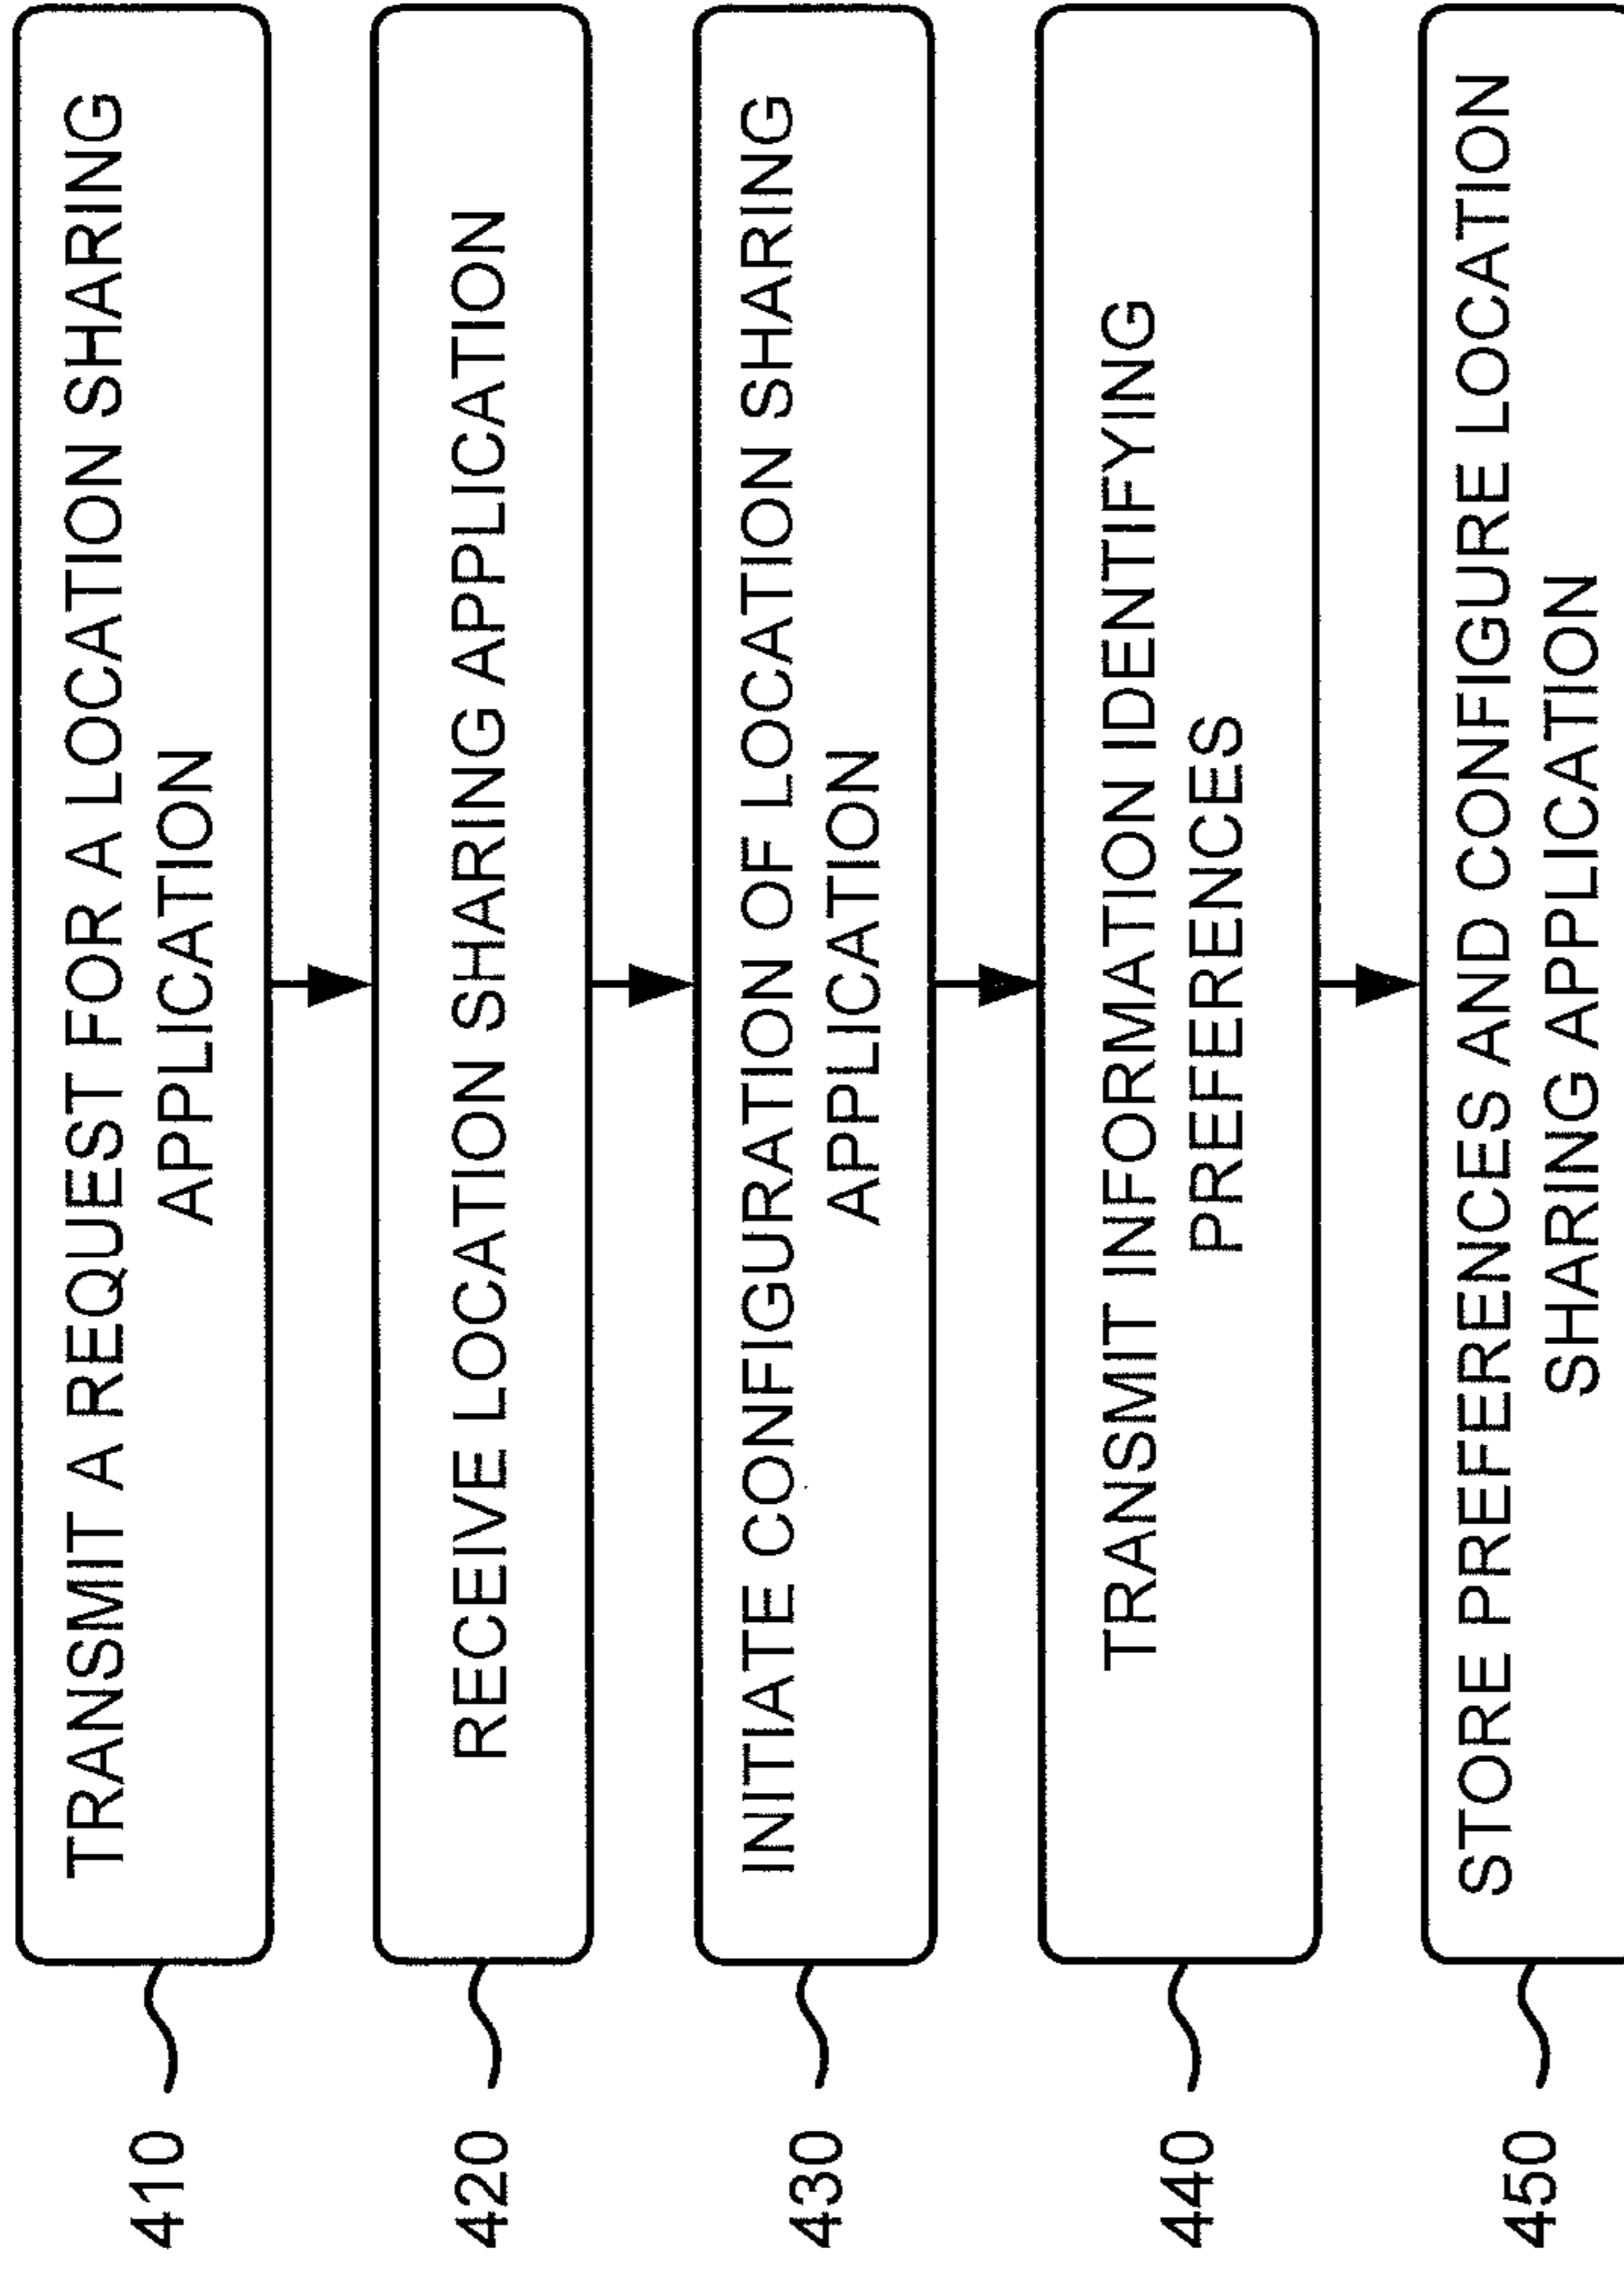 410
TRANSMIT A REQUEST FOR A LOCATION SHARING
APPLICATION
420
RECEIVE LOCATION SHARING APPLICATION
430
INITIATE CONFIGURATION OF LOCATION SHARING
APPLICATION
440
TRANSMIT INFORMATION IDENTIFYING
PREFERENCES
450
STORE PREFERENCES AND CONFIGURE LOCATION
SHARING APPLICATION